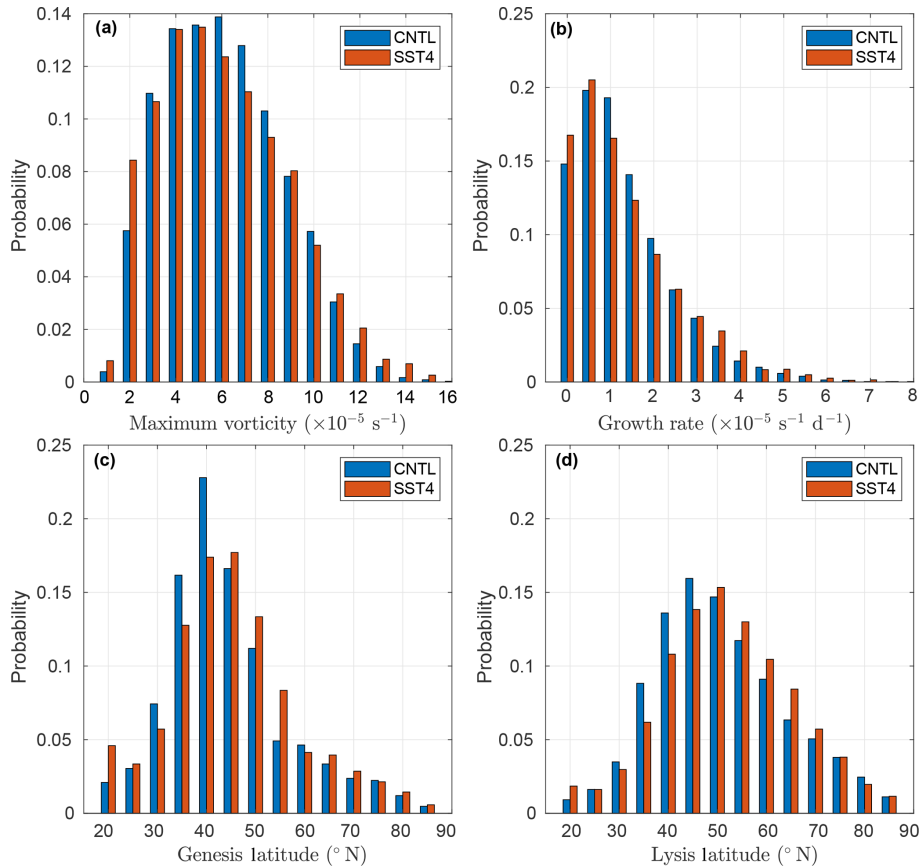 (a)
CNTL
SST4
Probability
0.14
0.12
0.1
0.08
0.06
0.04
0.02
0
0 2 4 6 8 10 12 14 16
Maximum vorticity (×10⁻⁵ s⁻¹)
(b)
CNTL
SST4
Probability
0.25
0.2
0.15
0.1
0.05
0
0 1 2 3 4 5 6 7 8
Growth rate (×10⁻⁵ s⁻¹ d⁻¹)
(c)
CNTL
SST4
Probability
0.25
0.2
0.15
0.1
0.05
0
20 30 40 50 60 70 80 90
Genesis latitude (° N)
(d)
CNTL
SST4
Probability
0.25
0.2
0.15
0.1
0.05
0
20 30 40 50 60 70 80 90
Lysis latitude (° N)